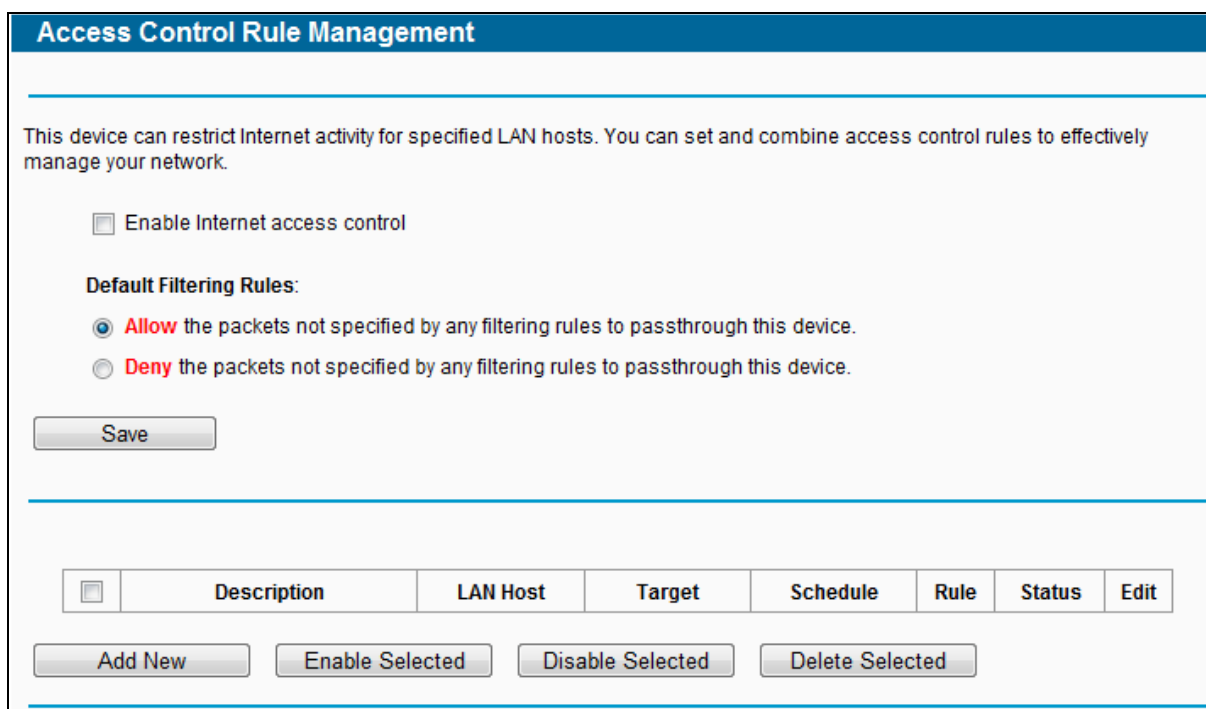 Access Control Rule Management
This device can restrict Internet activity for specified LAN hosts. You can set and combine access control rules to effectively
manage your network.
Enable Internet access control
Default Filtering Rules:
Allow the packets not specified by any filtering rules to passthrough this device.
Deny the packets not specified by any filtering rules to passthrough this device.
Save
Description LAN Host Target Schedule Rule Status Edit
Add New Enable Selected Disable Selected Delete Selected